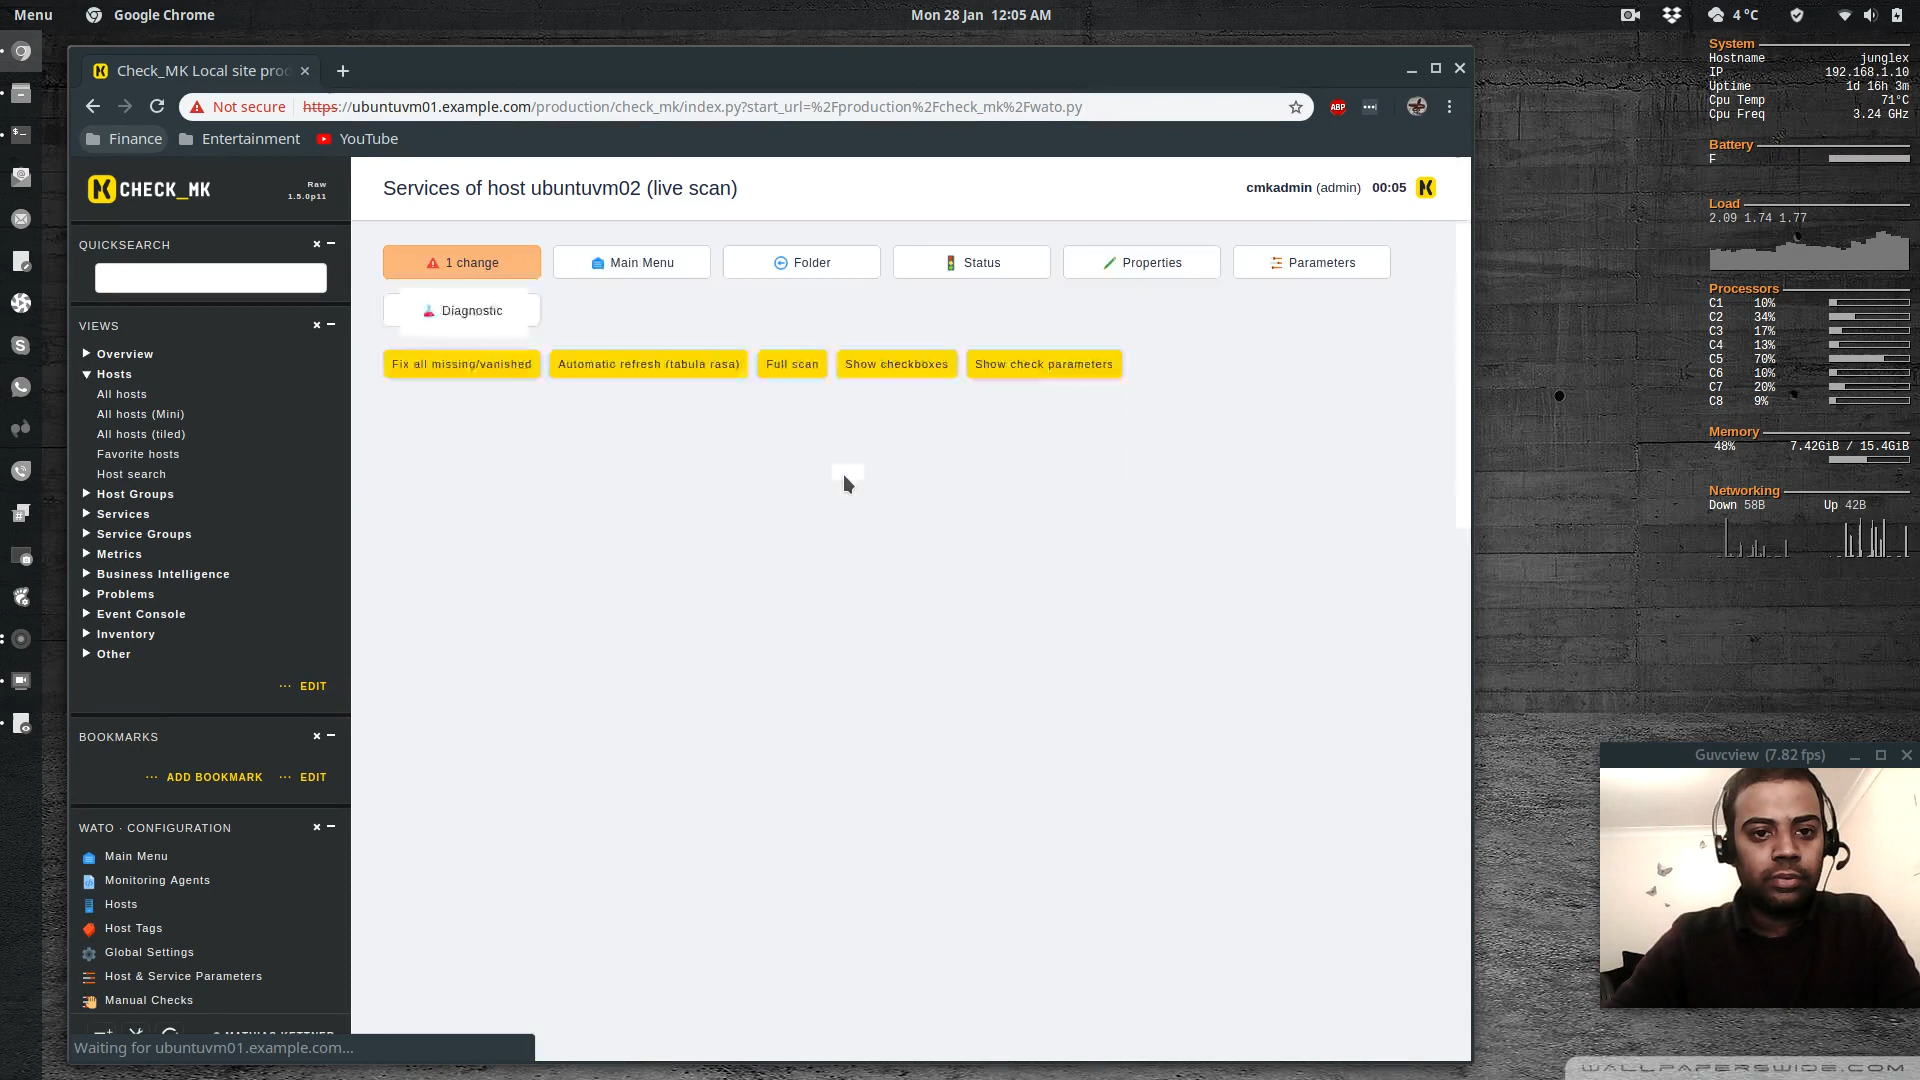 Menu
Google Chrome
Mon 28 Jan 12:05 AM
4 °C
Check_MK Local site prod
Not secure
https://ubuntuvm01.example.com/production/check_mk/index.py?start_url=%2Fproduction%2Fcheck_mk%2Fwato.py
ABP
Finance
Entertainment
YouTube
CHECK_MK
Raw
1.5.0p11
Services of host ubuntuvm02 (live scan)
cmkadmin (admin) 00:05
QUICKSEARCH
1 change
Main Menu
Folder
Status
Properties
Parameters
Diagnostic
Fix all missing/vanished
Automatic refresh (tabula rasa)
Full scan
Show checkboxes
Show check parameters
VIEWS
Overview
Hosts
All hosts
All hosts (Mini)
All hosts (tiled)
Favorite hosts
Host search
Host Groups
Services
Service Groups
Metrics
Business Intelligence
Problems
Event Console
Inventory
Other
EDIT
BOOKMARKS
ADD BOOKMARK
EDIT
WATO · CONFIGURATION
Main Menu
Monitoring Agents
Hosts
Host Tags
Global Settings
Host & Service Parameters
Manual Checks
Waiting for ubuntuvm01.example.com...
System
Hostname junglex
IP 192.168.1.10
Uptime 1d 16h 3m
Cpu Temp 71°C
Cpu Freq 3.24 GHz
Battery
F
Load
2.09 1.74 1.77
Processors
C1 10%
C2 34%
C3 17%
C4 13%
C5 70%
C6 10%
C7 20%
C8 9%
Memory
48% 7.42GiB / 15.4GiB
Networking
Down 58B Up 42B
Guvcview (7.82 fps)
WALLPAPERSWIDE.COM